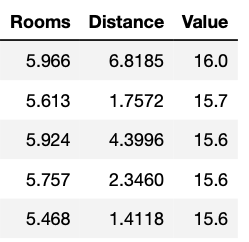 Rooms Distance Value
5.966 6.8185 16.0
5.613 1.7572 15.7
5.924 4.3996 15.6
5.757 2.3460 15.6
5.468 1.4118 15.6